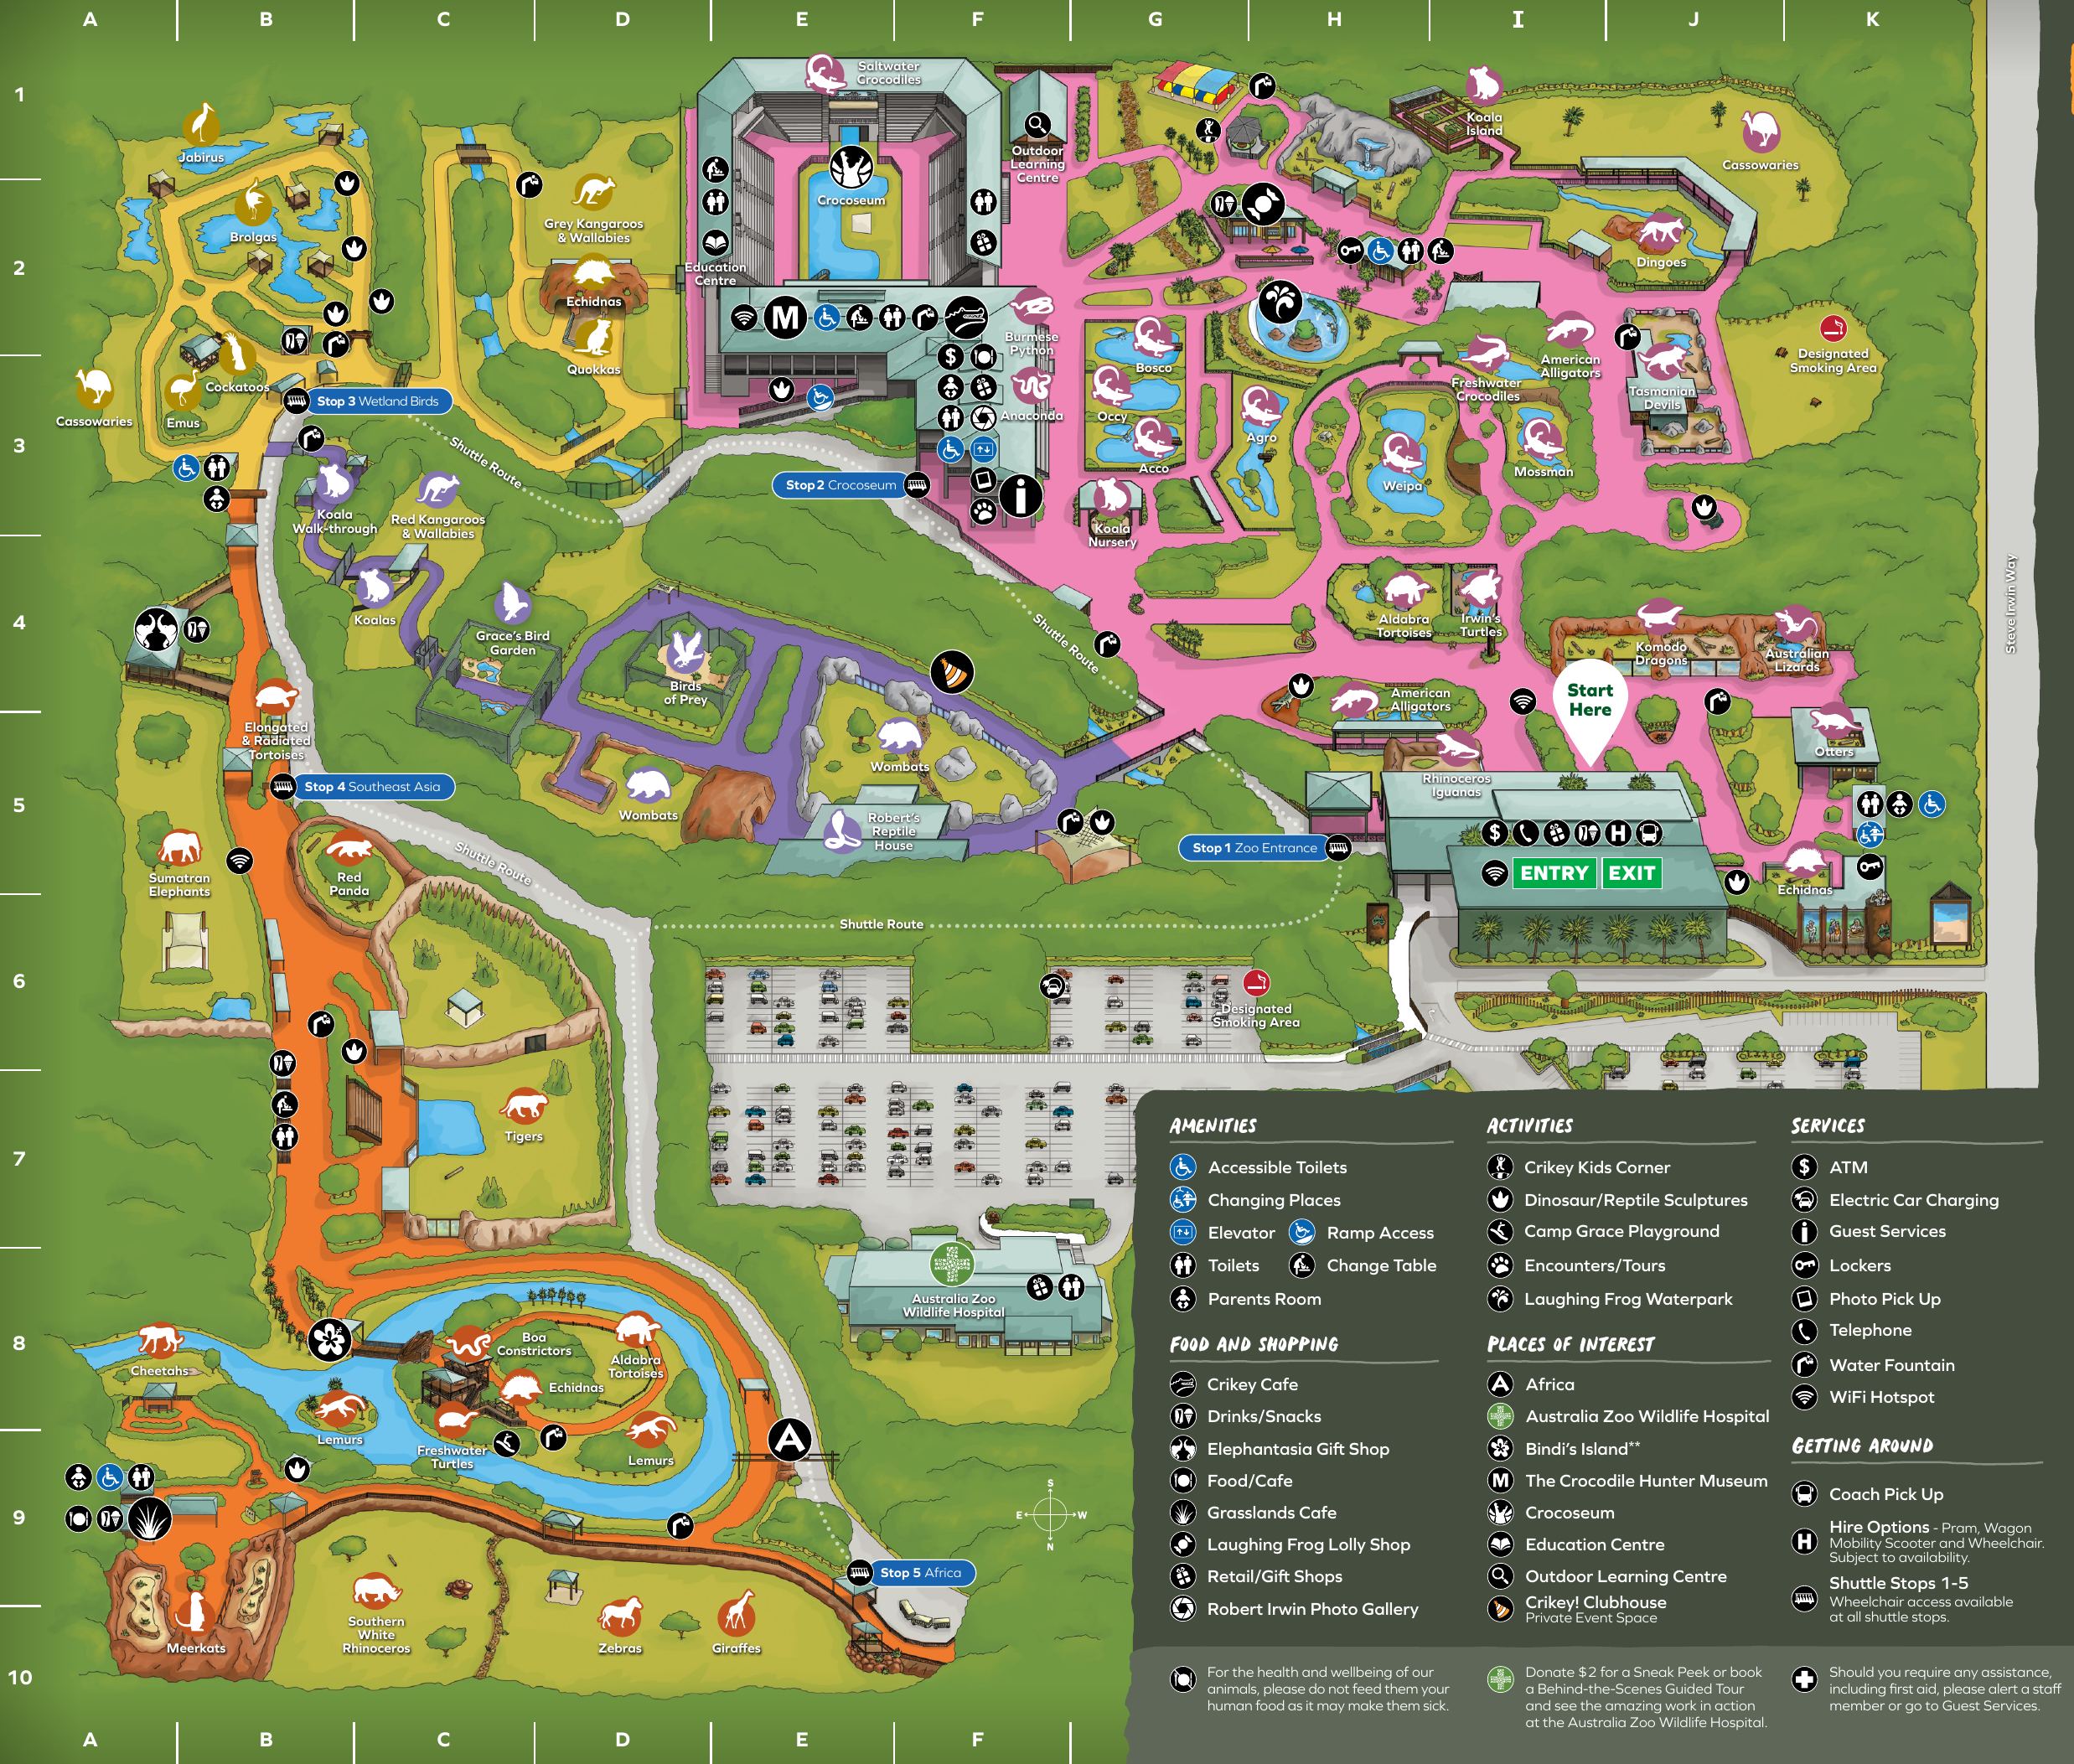 A B C D E F G H I J K
1
Saltwater
Crocodiles
Koala
Island
Jabirus
Outdoor
Learning
Centre
Cassowaries
2
Grey Kangaroos
& Wallabies
Crocoseum
Brolgas
Dingoes
Education
Centre
Echidnas
M
Burmese
Python
Bosco
American
Alligators
Designated
Smoking Area
$
3
Quokkas
Cockatoos
Freshwater
Crocodiles
Tasmanian
Devils
Cassowaries
Emus
Stop 3 Wetland Birds
Anaconda
Occy
Agro
Shuttle Route
Acco
Weipa
Mossman
Stop 2 Crocoseum
i
Koala
Walk-through
Red Kangaroos
& Wallabies
Koala
Nursery
Steve Irwin Way
4
Koalas
Grace's Bird
Garden
Shuttle Route
Aldabra
Tortoises
Irwin's
Turtles
Komodo
Dragons
Australian
Lizards
Birds
of Prey
American
Alligators
Start
Here
Elongated
& Radiated
Tortoises
Wombats
Otters
Rhinoceros
Iguanas
5
Stop 4 Southeast Asia
Wombats
Robert's
Reptile
House
Stop 1 Zoo Entrance
$ H
Shuttle Route
Sumatran
Elephants
Red
Panda
ENTRY EXIT
Echidnas
Shuttle Route
6
Designated
Smoking Area
7
Tigers
8
Australia Zoo
Wildlife Hospital
Cheetahs
Boa
Constrictors
Aldabra
Tortoises
Echidnas
Lemurs
Freshwater
Turtles
Lemurs
A
9
S
E W
N
Stop 5 Africa
10
Meerkats
Southern
White
Rhinoceros
Zebras
Giraffes
A B C D E F
AMENITIES
Accessible Toilets
Changing Places
Elevator Ramp Access
Toilets Change Table
Parents Room
FOOD AND SHOPPING
Crikey Cafe
Drinks/Snacks
Elephantasia Gift Shop
Food/Cafe
Grasslands Cafe
Laughing Frog Lolly Shop
Retail/Gift Shops
Robert Irwin Photo Gallery
ACTIVITIES
Crikey Kids Corner
Dinosaur/Reptile Sculptures
Camp Grace Playground
Encounters/Tours
Laughing Frog Waterpark
PLACES OF INTEREST
A Africa
Australia Zoo Wildlife Hospital
Bindi's Island**
M The Crocodile Hunter Museum
Crocoseum
Education Centre
Outdoor Learning Centre
Crikey! Clubhouse
Private Event Space
SERVICES
$ ATM
Electric Car Charging
i Guest Services
Lockers
Photo Pick Up
Telephone
Water Fountain
WiFi Hotspot
GETTING AROUND
Coach Pick Up
H Hire Options - Pram, Wagon
Mobility Scooter and Wheelchair.
Subject to availability.
Shuttle Stops 1-5
Wheelchair access available
at all shuttle stops.
For the health and wellbeing of our
animals, please do not feed them your
human food as it may make them sick.
Donate $2 for a Sneak Peek or book
a Behind-the-Scenes Guided Tour
and see the amazing work in action
at the Australia Zoo Wildlife Hospital.
Should you require any assistance,
including first aid, please alert a staff
member or go to Guest Services.